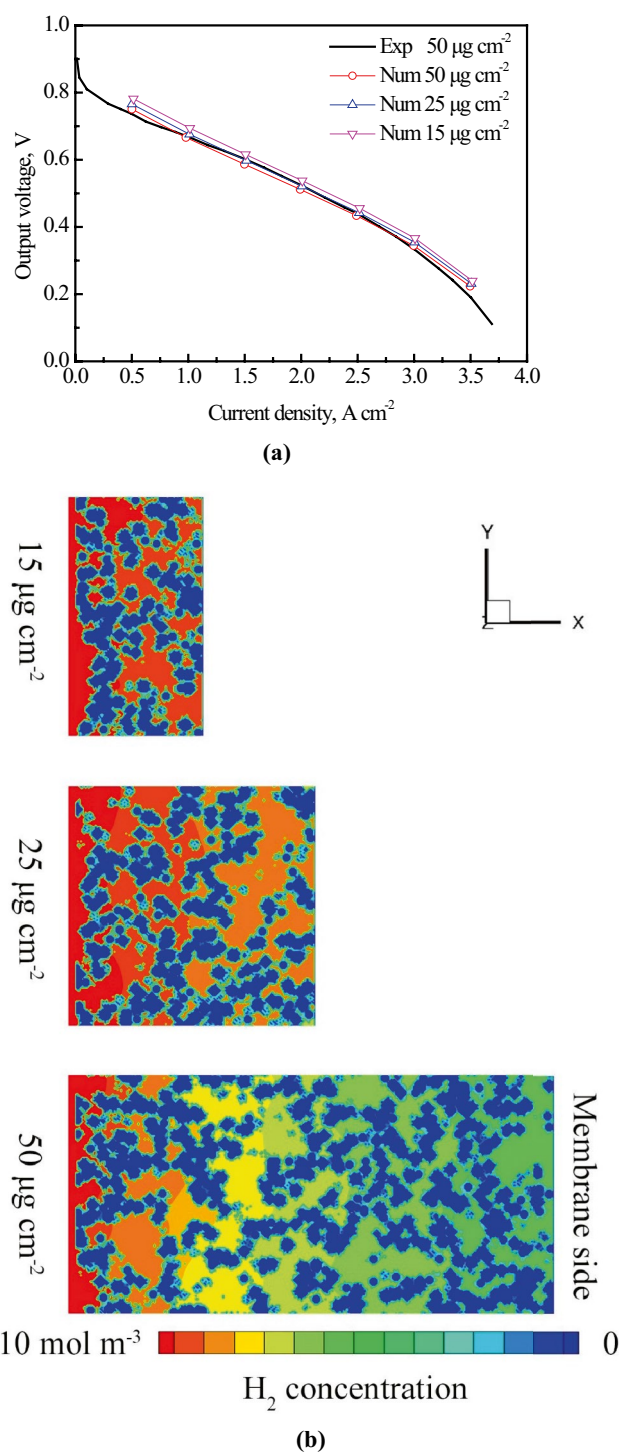 1.0
0.8
0.6
0.4
0.2
0.0
Output voltage, V
Exp 50 μg cm-2
Num 50 μg cm-2
Num 25 μg cm-2
Num 15 μg cm-2
0.0 0.5 1.0 1.5 2.0 2.5 3.0 3.5 4.0
Current density, A cm-2
(a)
15 μg cm-2
Y
Z X
25 μg cm-2
50 μg cm-2
Membrane side
10 mol m-3 0
H2 concentration
(b)